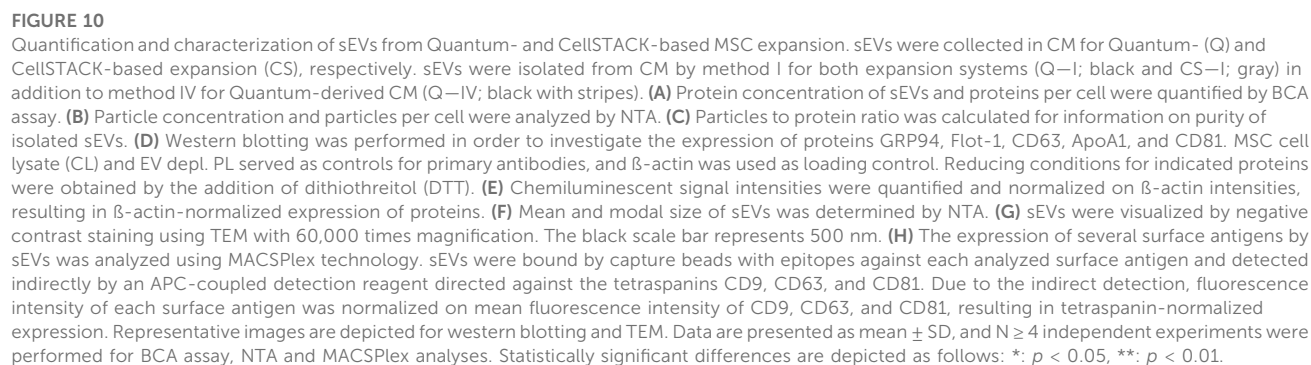 FIGURE 10
Quantification and characterization of sEVs from Quantum- and CellSTACK-based MSC expansion. sEVs were collected in CM for Quantum- (Q) and
CellSTACK-based expansion (CS), respectively. sEVs were isolated from CM by method I for both expansion systems (Q—I; black and CS—I; gray) in
addition to method IV for Quantum-derived CM (Q—IV; black with stripes). (A) Protein concentration of sEVs and proteins per cell were quantified by BCA
assay. (B) Particle concentration and particles per cell were analyzed by NTA. (C) Particles to protein ratio was calculated for information on purity of
isolated sEVs. (D) Western blotting was performed in order to investigate the expression of proteins GRP94, Flot-1, CD63, ApoA1, and CD81. MSC cell
lysate (CL) and EV depl. PL served as controls for primary antibodies, and ß-actin was used as loading control. Reducing conditions for indicated proteins
were obtained by the addition of dithiothreitol (DTT). (E) Chemiluminescent signal intensities were quantified and normalized on ß-actin intensities,
resulting in ß-actin-normalized expression of proteins. (F) Mean and modal size of sEVs was determined by NTA. (G) sEVs were visualized by negative
contrast staining using TEM with 60,000 times magnification. The black scale bar represents 500 nm. (H) The expression of several surface antigens by
sEVs was analyzed using MACSPlex technology. sEVs were bound by capture beads with epitopes against each analyzed surface antigen and detected
indirectly by an APC-coupled detection reagent directed against the tetraspanins CD9, CD63, and CD81. Due to the indirect detection, fluorescence
intensity of each surface antigen was normalized on mean fluorescence intensity of CD9, CD63, and CD81, resulting in tetraspanin-normalized
expression. Representative images are depicted for western blotting and TEM. Data are presented as mean ± SD, and N ≥ 4 independent experiments were
performed for BCA assay, NTA and MACSPlex analyses. Statistically significant differences are depicted as follows: *: p < 0.05, **: p < 0.01.